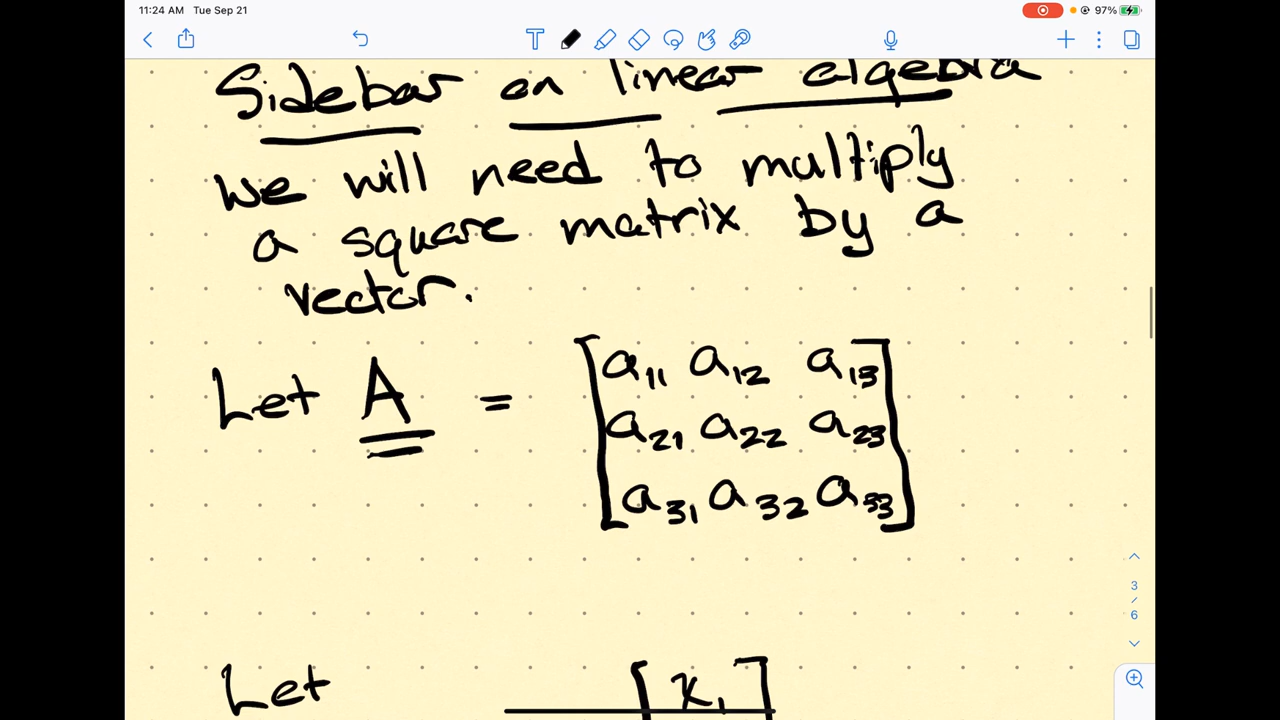 11:24 AM Tue Sep 21
97%
Sidebar on linear algebra
we will need to multiply
a square matrix by a
vector.
Let A = [a11 a12 a13
a21 a22 a23
a31 a32 a33]
3
/
6
Let [x1]